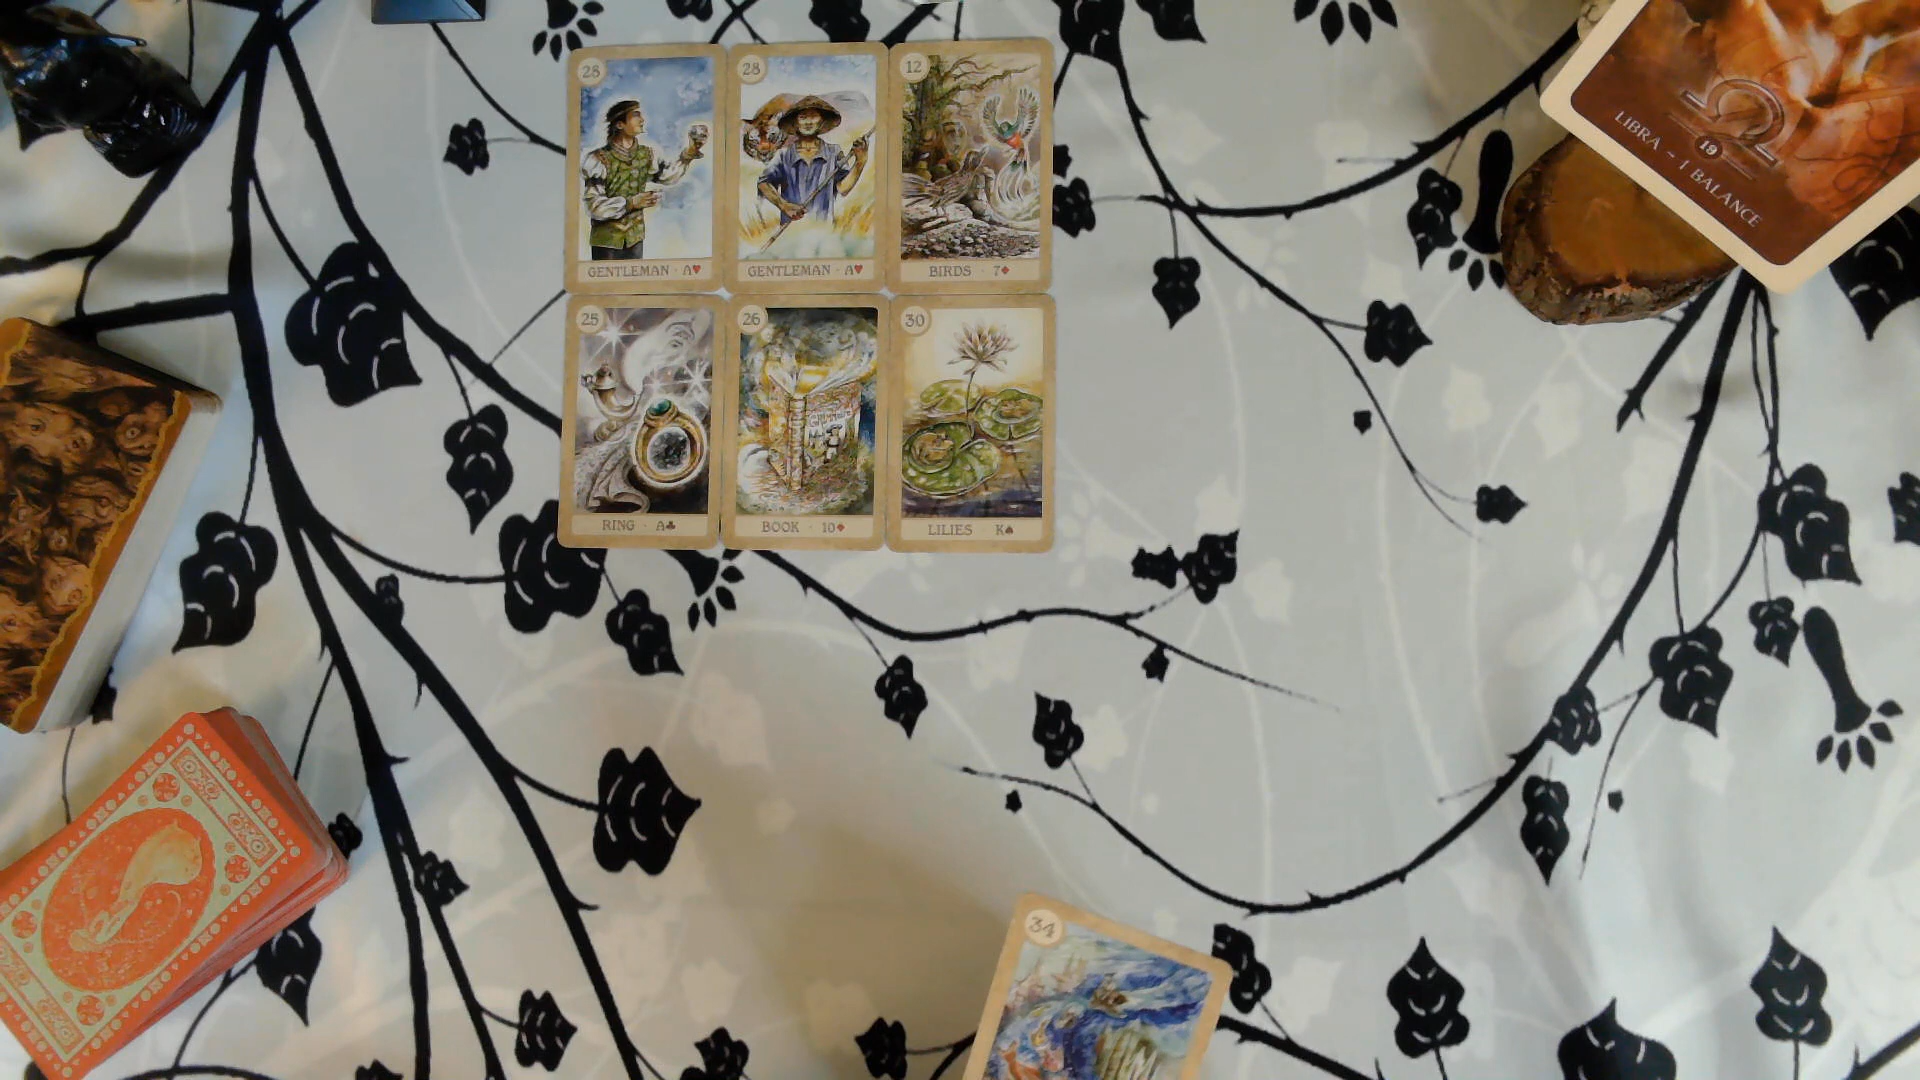 28
28
12
GENTLEMAN · A♥
GENTLEMAN · A♥
BIRDS · 7♦
25
26
30
RING · A♣
BOOK · 10♦
LILIES K♠
LIBRA ~ I BALANCE
19
34